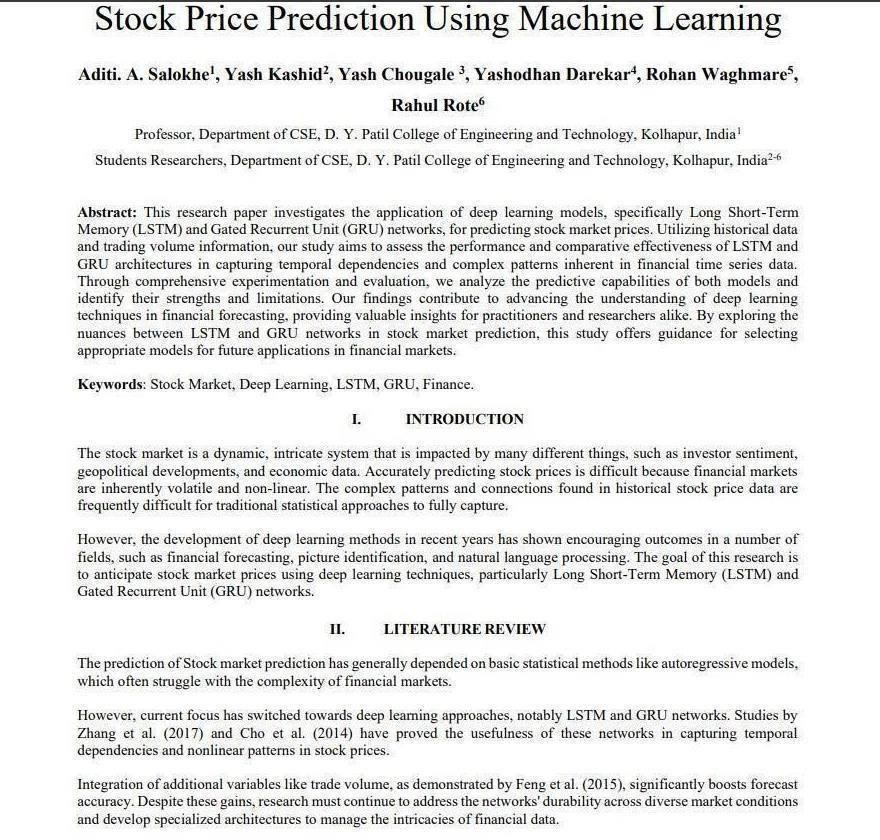 Stock Price Prediction Using Machine Learning
Aditi. A. Salokhe¹, Yash Kashid², Yash Chougale ³, Yashodhan Darekar⁴, Rohan Waghmare⁵,
Rahul Rote⁶
Professor, Department of CSE, D. Y. Patil College of Engineering and Technology, Kolhapur, India¹
Students Researchers, Department of CSE, D. Y. Patil College of Engineering and Technology, Kolhapur, India²⁻⁶
Abstract: This research paper investigates the application of deep learning models, specifically Long Short-Term
Memory (LSTM) and Gated Recurrent Unit (GRU) networks, for predicting stock market prices. Utilizing historical data
and trading volume information, our study aims to assess the performance and comparative effectiveness of LSTM and
GRU architectures in capturing temporal dependencies and complex patterns inherent in financial time series data.
Through comprehensive experimentation and evaluation, we analyze the predictive capabilities of both models and
identify their strengths and limitations. Our findings contribute to advancing the understanding of deep learning
techniques in financial forecasting, providing valuable insights for practitioners and researchers alike. By exploring the
nuances between LSTM and GRU networks in stock market prediction, this study offers guidance for selecting
appropriate models for future applications in financial markets.
Keywords: Stock Market, Deep Learning, LSTM, GRU, Finance.
I. INTRODUCTION
The stock market is a dynamic, intricate system that is impacted by many different things, such as investor sentiment,
geopolitical developments, and economic data. Accurately predicting stock prices is difficult because financial markets
are inherently volatile and non-linear. The complex patterns and connections found in historical stock price data are
frequently difficult for traditional statistical approaches to fully capture.
However, the development of deep learning methods in recent years has shown encouraging outcomes in a number of
fields, such as financial forecasting, picture identification, and natural language processing. The goal of this research is
to anticipate stock market prices using deep learning techniques, particularly Long Short-Term Memory (LSTM) and
Gated Recurrent Unit (GRU) networks.
II. LITERATURE REVIEW
The prediction of Stock market prediction has generally depended on basic statistical methods like autoregressive models,
which often struggle with the complexity of financial markets.
However, current focus has switched towards deep learning approaches, notably LSTM and GRU networks. Studies by
Zhang et al. (2017) and Cho et al. (2014) have proved the usefulness of these networks in capturing temporal
dependencies and nonlinear patterns in stock prices.
Integration of additional variables like trade volume, as demonstrated by Feng et al. (2015), significantly boosts forecast
accuracy. Despite these gains, research must continue to address the networks' durability across diverse market conditions
and develop specialized architectures to manage the intricacies of financial data.